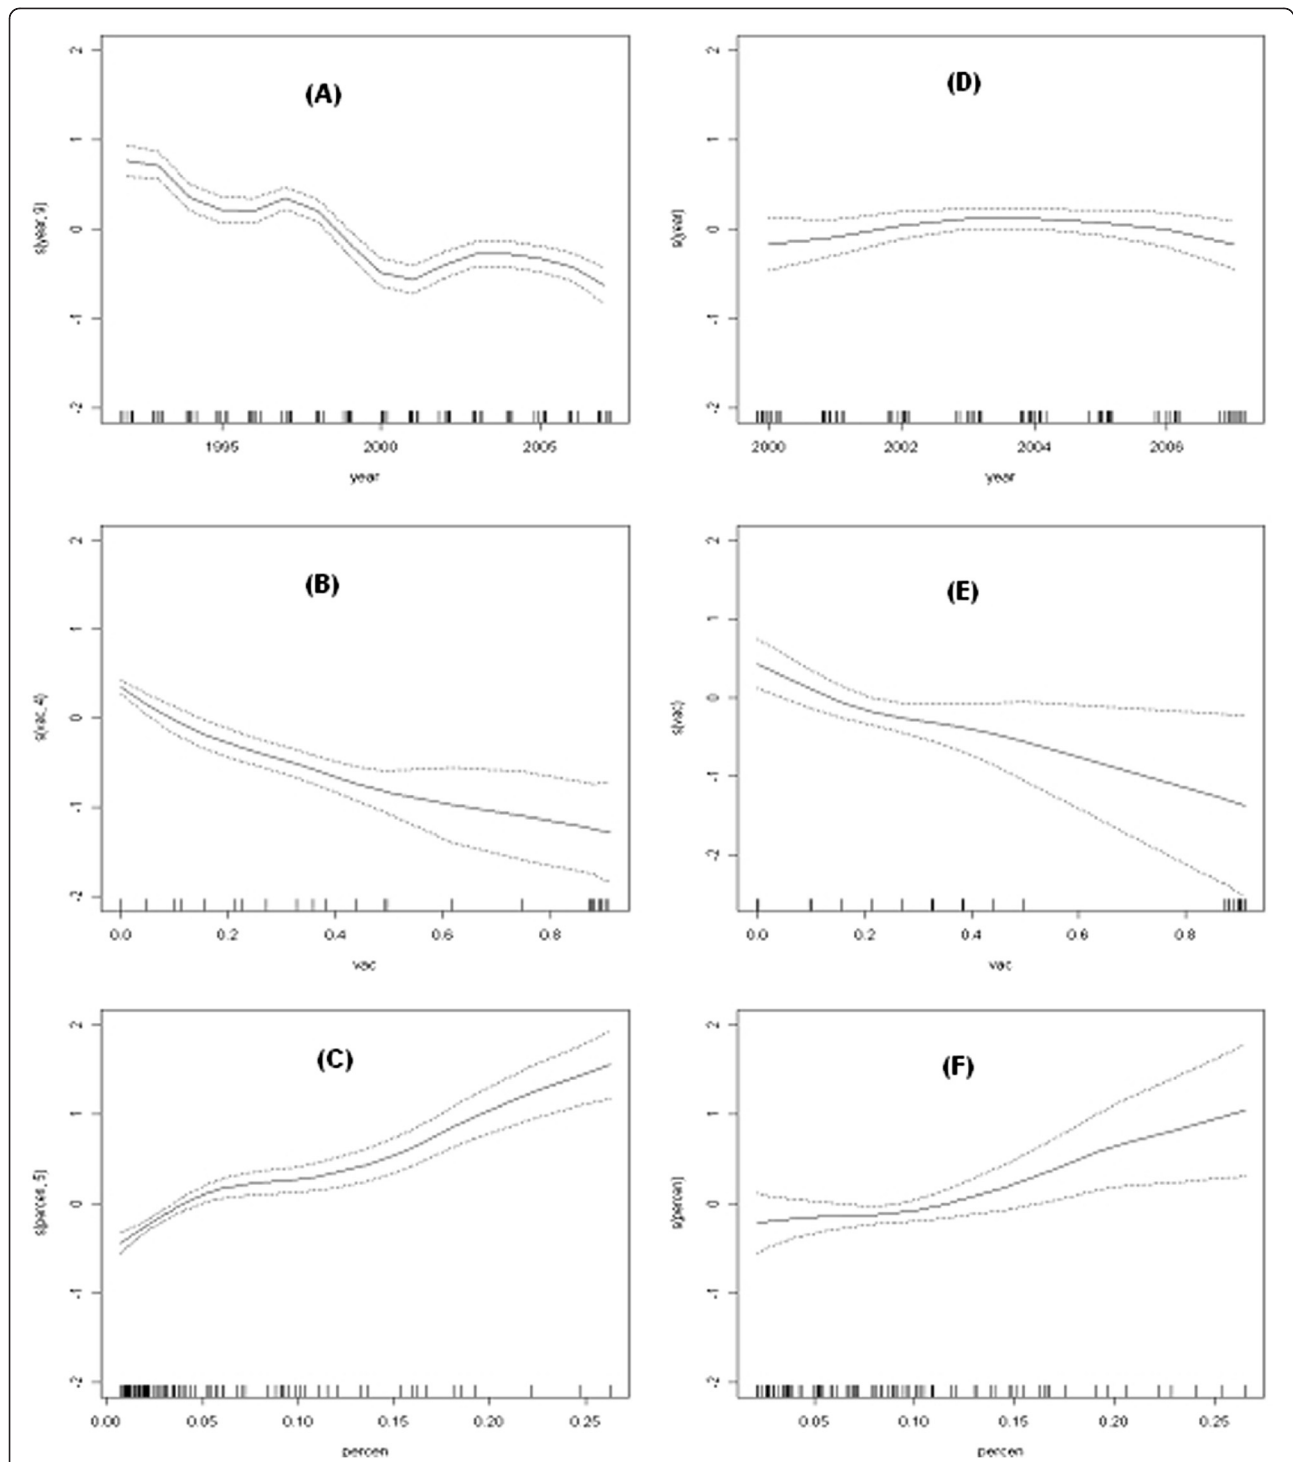 (A)
2
1
0
-1
-2
s(year, 9)
1995 2000 2005
year
(D)
2
1
0
-1
-2
s(year)
2000 2002 2004 2006
year
(B)
2
1
0
-1
-2
s(vac, 4)
0.0 0.2 0.4 0.6 0.8
vac
(E)
2
1
0
-1
-2
s(vac)
0.0 0.2 0.4 0.6 0.8
vac
(C)
2
1
0
-1
-2
s(percen, 5)
0.00 0.05 0.10 0.15 0.20 0.25
percen
(F)
2
1
0
-1
-2
s(percen)
0.05 0.10 0.15 0.20 0.25
percen